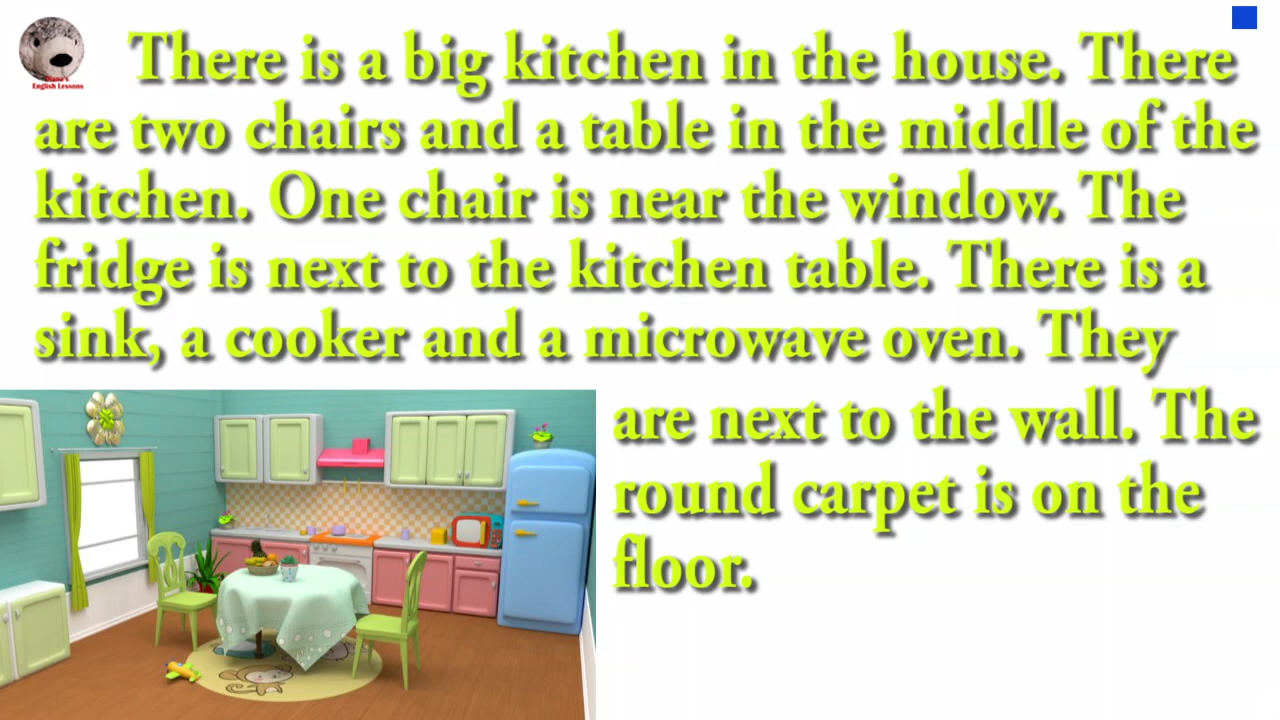 There is a big kitchen in the house. There
are two chairs and a table in the middle of the
kitchen. One chair is near the window. The
fridge is next to the kitchen table. There is a
sink, a cooker and a microwave oven. They
are next to the wall. The
round carpet is on the
floor.
English Lessons